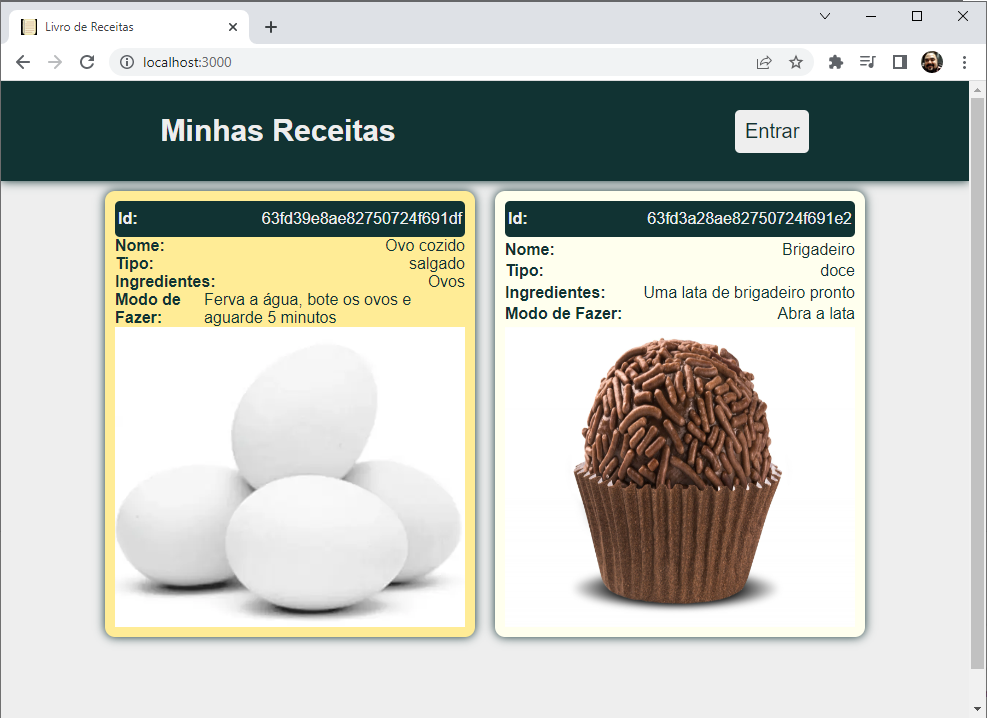 Livro de Receitas
localhost:3000
Minhas Receitas
Entrar
Id: 63fd39e8ae82750724f691df
Nome: Ovo cozido
Tipo: salgado
Ingredientes: Ovos
Modo de Fazer: Ferva a água, bote os ovos e
aguarde 5 minutos
Id: 63fd3a28ae82750724f691e2
Nome: Brigadeiro
Tipo: doce
Ingredientes: Uma lata de brigadeiro pronto
Modo de Fazer: Abra a lata